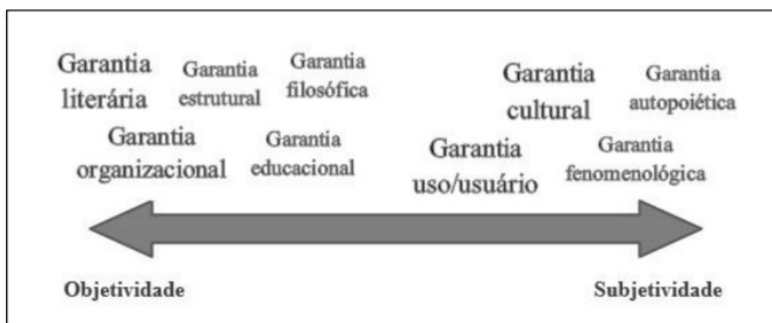 Garantia
literária
Garantia
estrutural
Garantia
filosófica
Garantia
cultural
Garantia
autopoiética
Garantia
organizacional
Garantia
educacional
Garantia
uso/usuário
Garantia
fenomenológica
Objetividade
Subjetividade